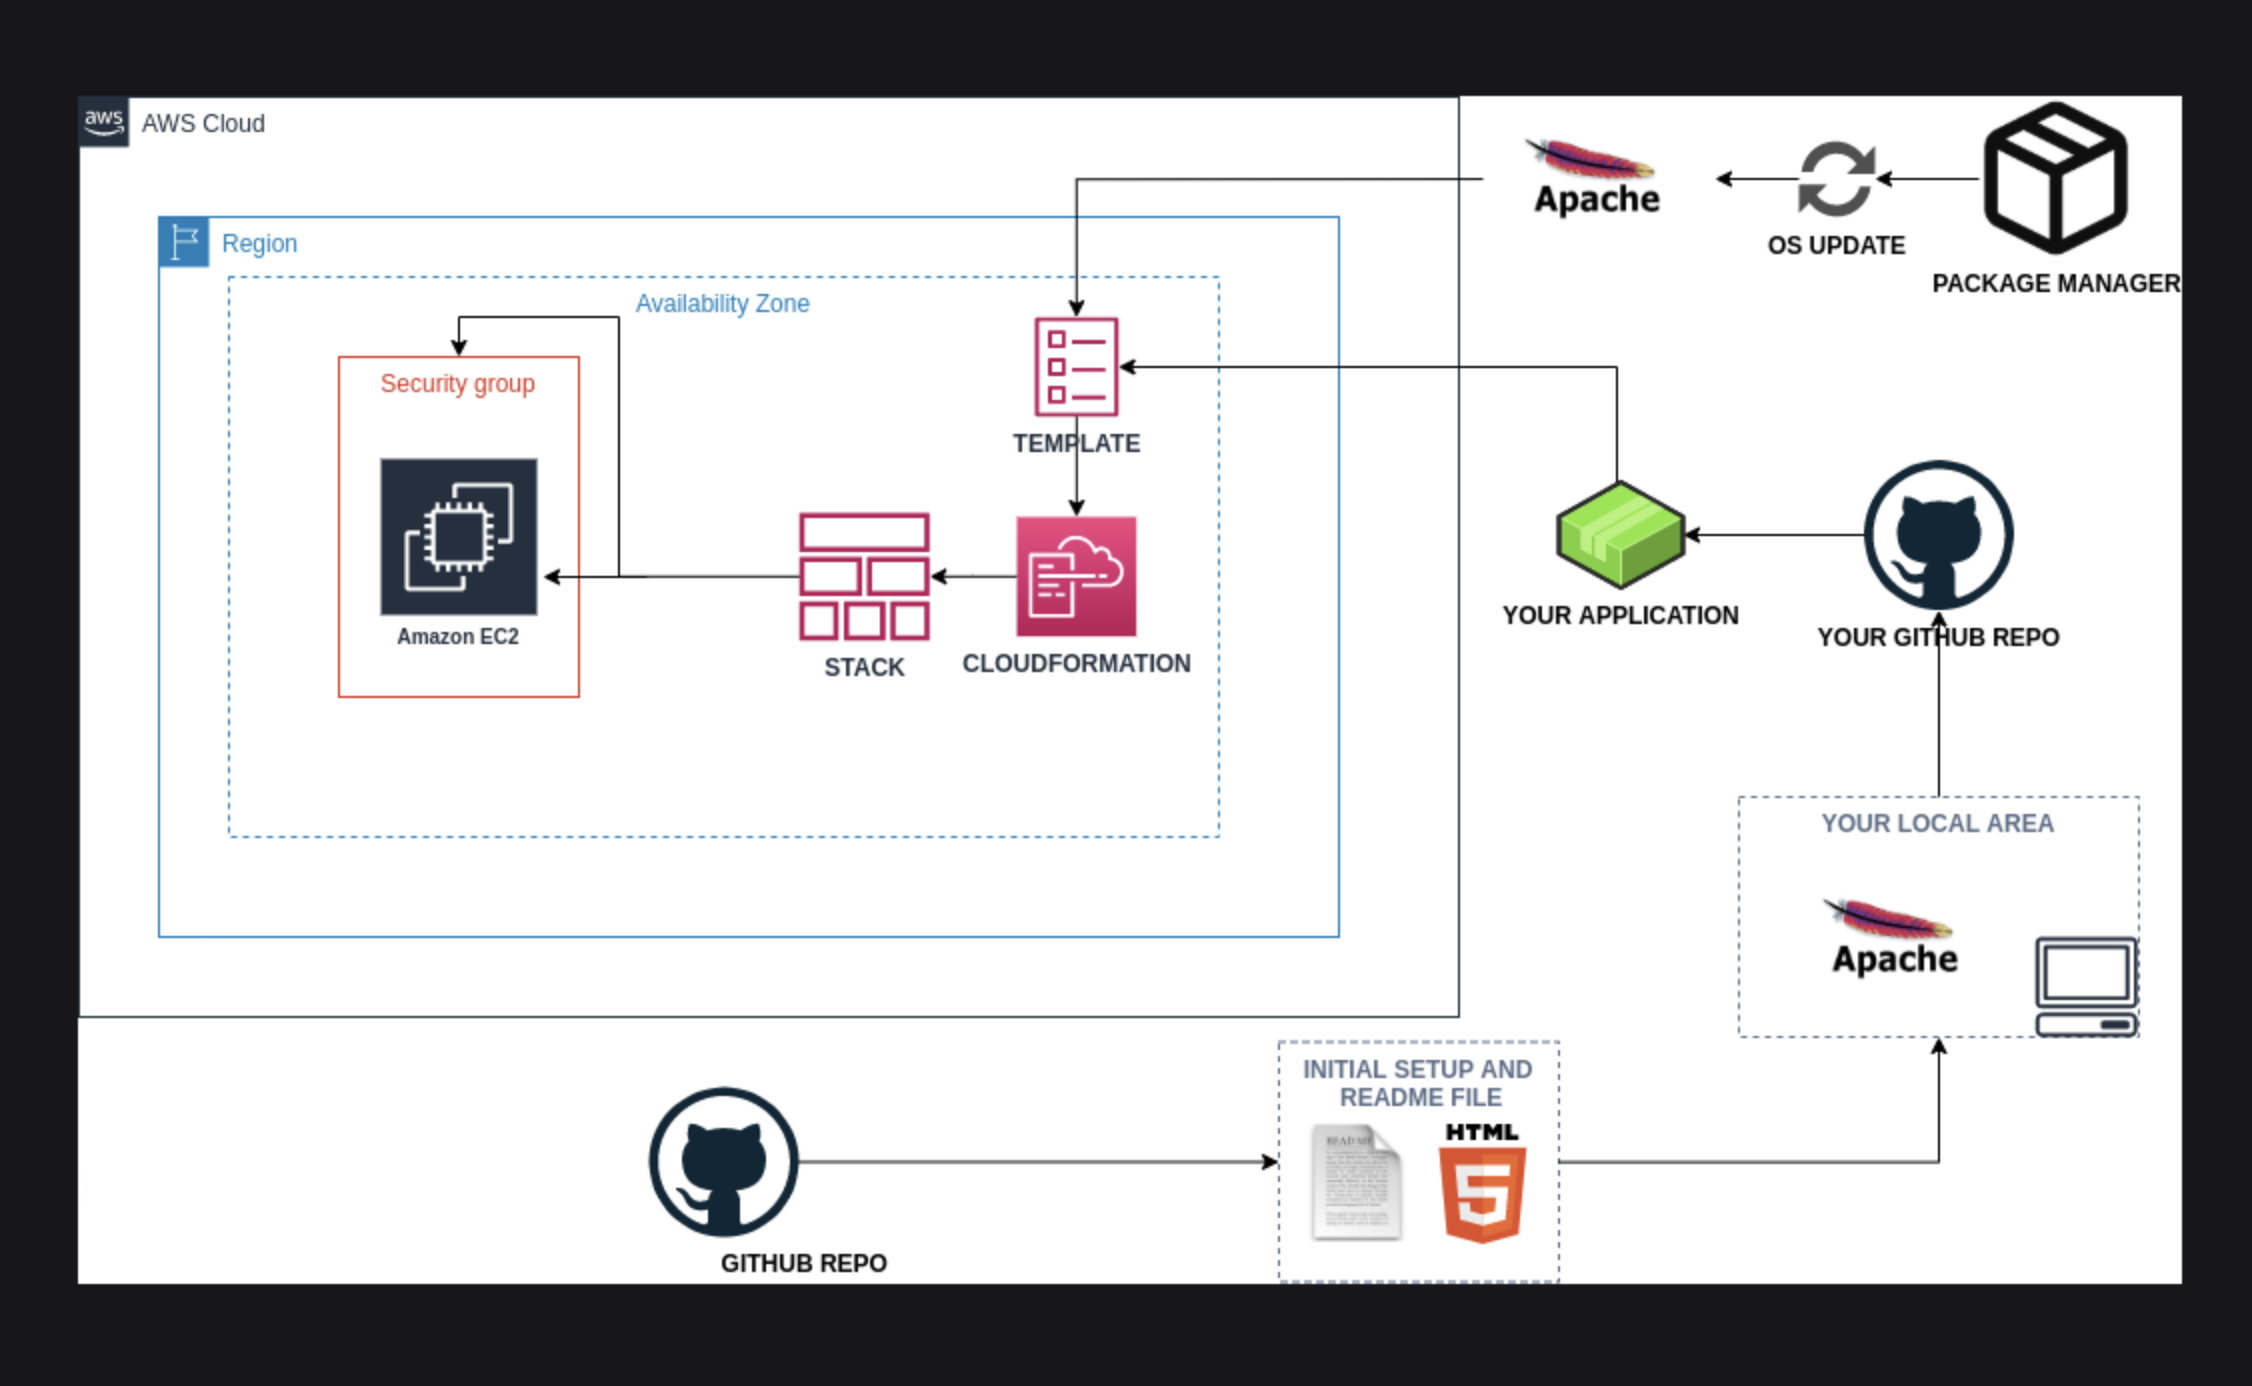 aws
AWS Cloud
Apache
OS UPDATE
PACKAGE MANAGER
Region
Availability Zone
Security group
TEMPLATE
Amazon EC2
STACK
CLOUDFORMATION
YOUR APPLICATION
YOUR GITHUB REPO
YOUR LOCAL AREA
Apache
INITIAL SETUP AND
README FILE
README
HTML
5
GITHUB REPO